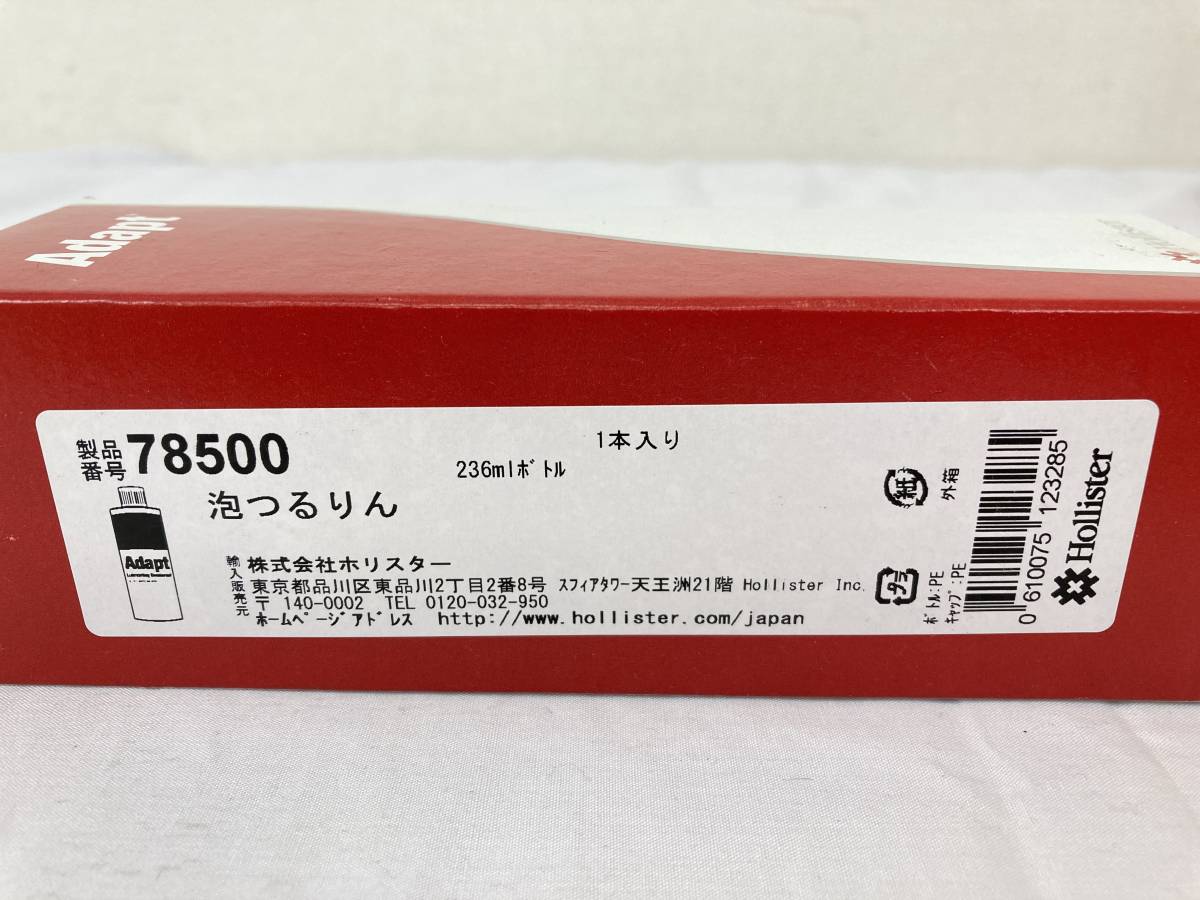 Adapt
製品
番号 78500
1本入り
236mlボトル
泡つるりん
Adapt
輸入販売元
株式会社ホリスター
東京都品川区東品川2丁目2番8号 スフィアタワー天王洲21階 Hollister Inc.
〒 140-0002 TEL 0120-032-950
ホームページアドレス http://www.hollister.com/japan
紙
外箱
プラ
ボトル:PE
キャップ:PE
0 610075 123285
Hollister